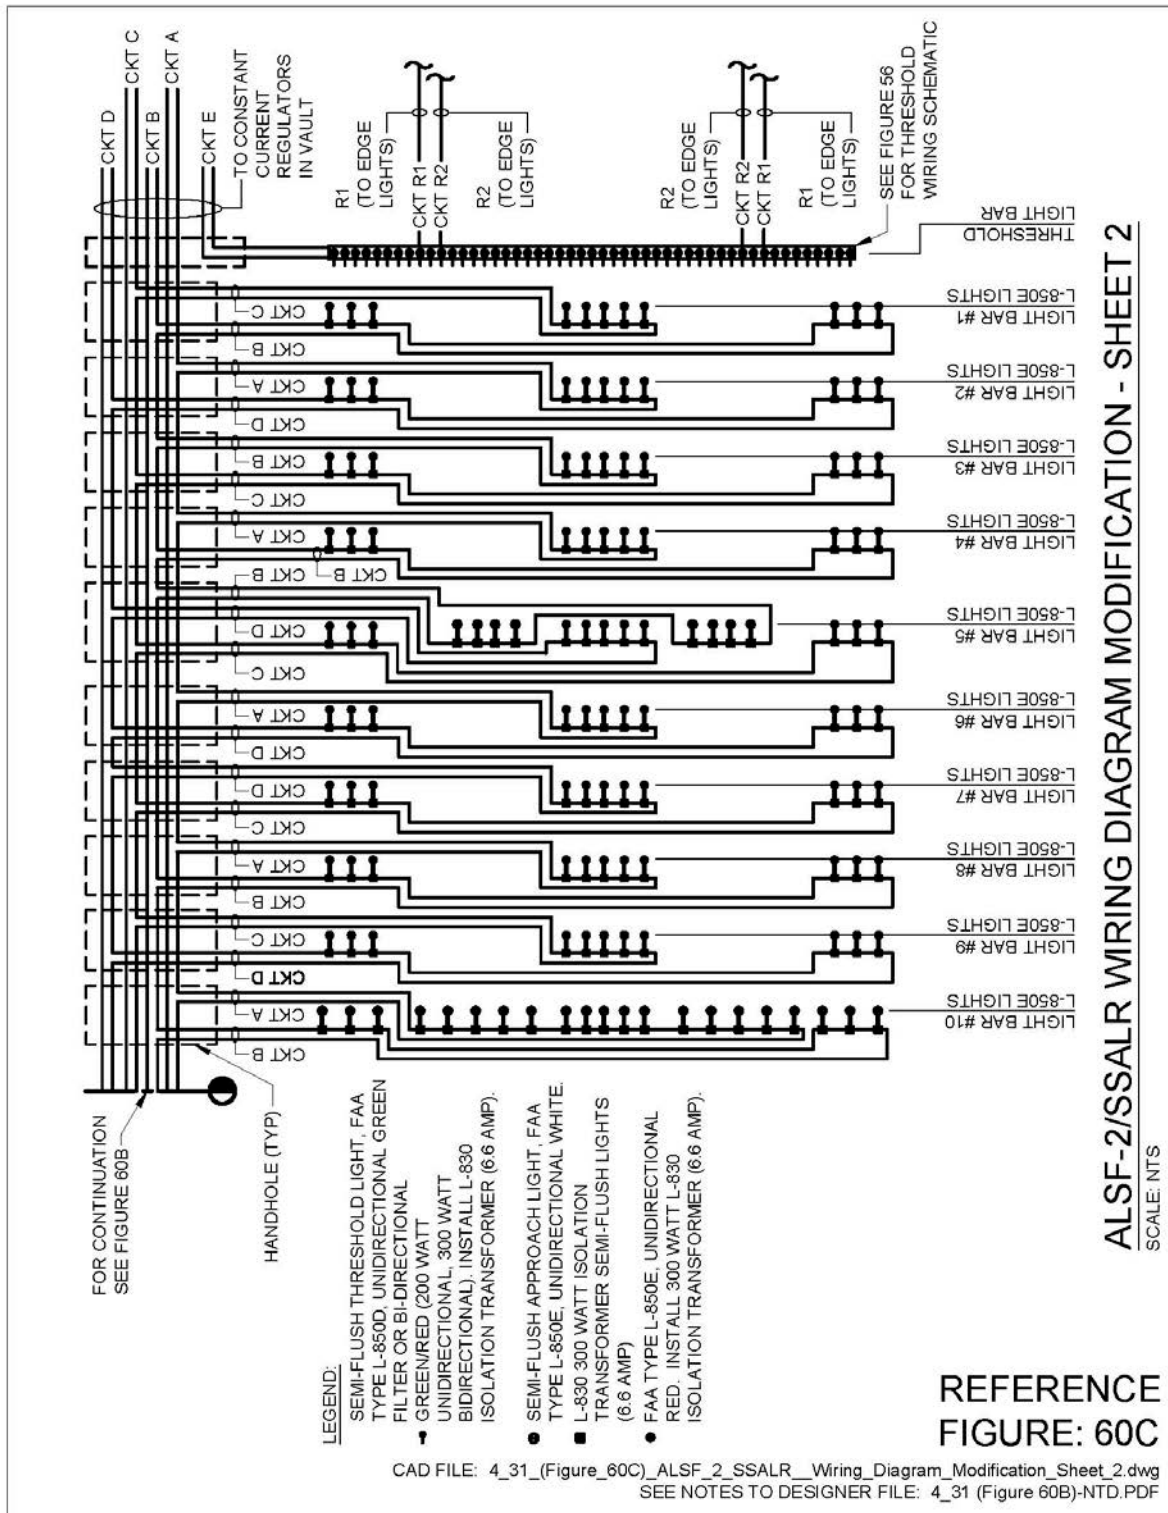 CKT D
CKT C
CKT B
CKT A
CKT E
TO CONSTANT
CURRENT
REGULATORS
IN VAULT
R1
(TO EDGE
LIGHTS)
CKT R1
CKT R2
R2
(TO EDGE
LIGHTS)
R2
(TO EDGE
LIGHTS)
CKT R2
CKT R1
R1
(TO EDGE
LIGHTS)
SEE FIGURE 56
FOR THRESHOLD
WIRING SCHEMATIC
THRESHOLD
LIGHT BAR
CKT C
CKT B
LIGHT BAR #1
L-850E LIGHTS
CKT A
CKT D
LIGHT BAR #2
L-850E LIGHTS
CKT B
CKT C
LIGHT BAR #3
L-850E LIGHTS
CKT A
CKT B
LIGHT BAR #4
L-850E LIGHTS
CKT B
CKT D
CKT C
LIGHT BAR #5
L-850E LIGHTS
CKT A
CKT D
LIGHT BAR #6
L-850E LIGHTS
CKT D
CKT C
LIGHT BAR #7
L-850E LIGHTS
CKT A
CKT B
LIGHT BAR #8
L-850E LIGHTS
CKT C
CKT D
LIGHT BAR #9
L-850E LIGHTS
CKT A
CKT B
LIGHT BAR #10
L-850E LIGHTS
FOR CONTINUATION
SEE FIGURE 60B
HANDHOLE (TYP)
LEGEND:
SEMI-FLUSH THRESHOLD LIGHT, FAA
TYPE L-850D, UNIDIRECTIONAL GREEN
FILTER OR BI-DIRECTIONAL
GREEN/RED (200 WATT
UNIDIRECTIONAL, 300 WATT
BIDIRECTIONAL). INSTALL L-830
ISOLATION TRANSFORMER (6.6 AMP).
SEMI-FLUSH APPROACH LIGHT, FAA
TYPE L-850E, UNIDIRECTIONAL WHITE.
L-830 300 WATT ISOLATION
TRANSFORMER SEMI-FLUSH LIGHTS
(6.6 AMP)
FAA TYPE L-850E, UNIDIRECTIONAL
RED. INSTALL 300 WATT L-830
ISOLATION TRANSFORMER (6.6 AMP).
ALSF-2/SSALR WIRING DIAGRAM MODIFICATION - SHEET 2
SCALE: NTS
REFERENCE
FIGURE: 60C
CAD FILE: 4_31_(Figure_60C)_ALSF_2_SSALR__Wiring_Diagram_Modification_Sheet_2.dwg
SEE NOTES TO DESIGNER FILE: 4_31 (Figure 60B)-NTD.PDF